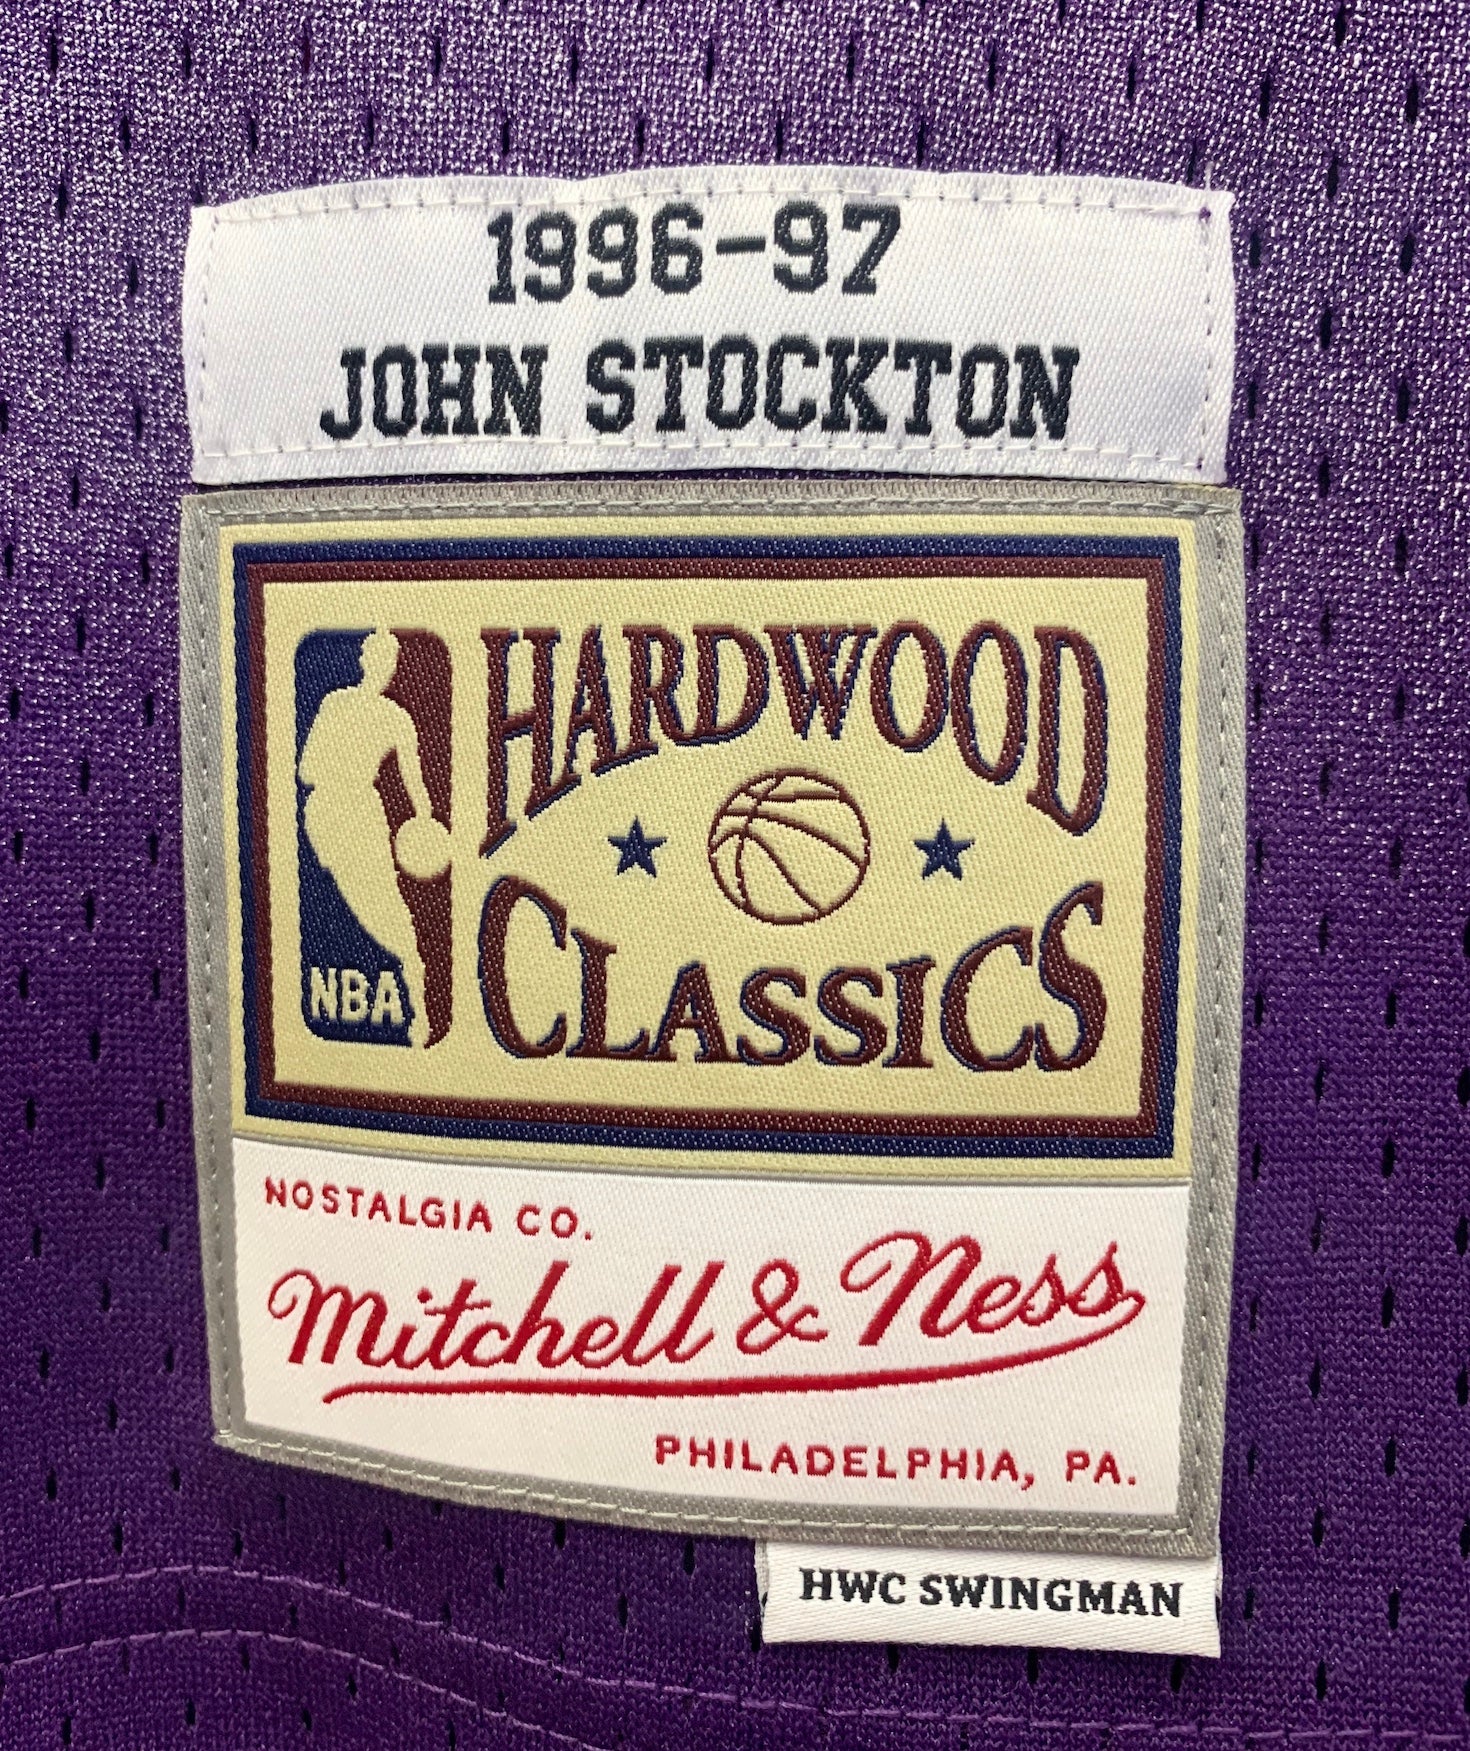 1996-97
JOHN STOCKTON
HARDWOOD
CLASSICS
NBA
NOSTALGIA CO.
Mitchell & Ness
PHILADELPHIA, PA.
HWC SWINGMAN